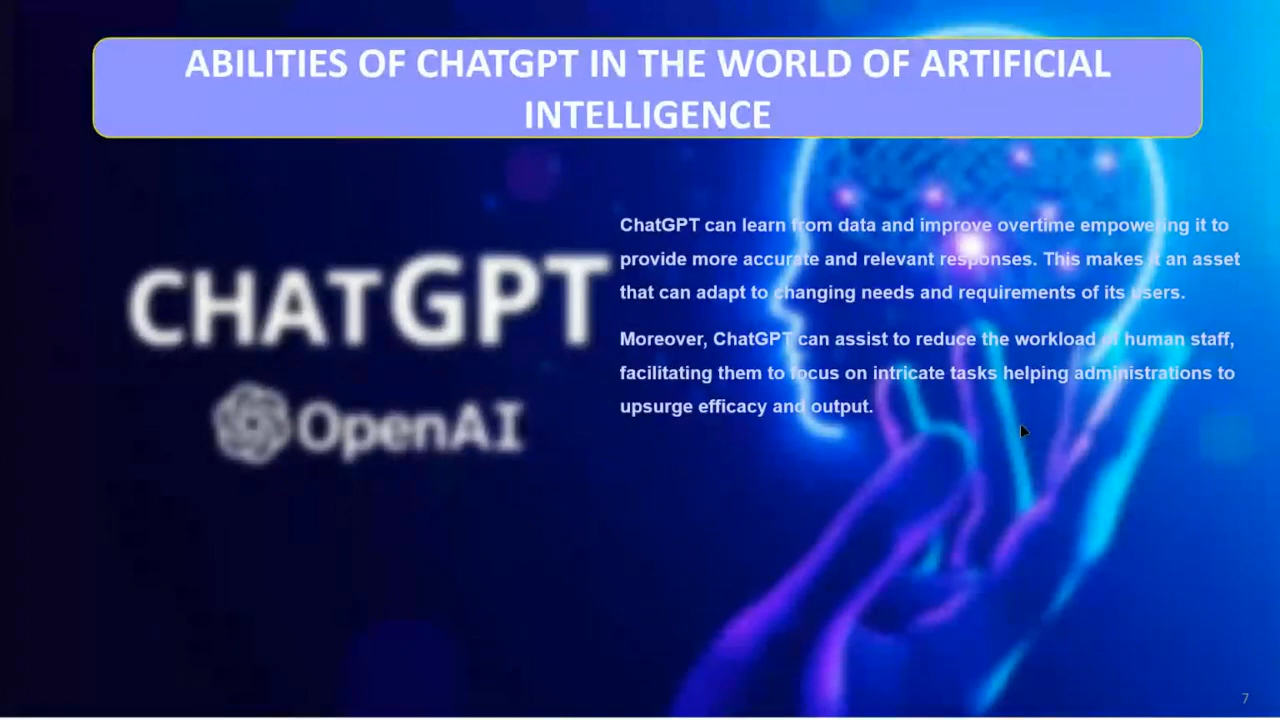 ABILITIES OF CHATGPT IN THE WORLD OF ARTIFICIAL
INTELLIGENCE
CHATGPT
OpenAI
ChatGPT can learn from data and improve overtime empowering it to
provide more accurate and relevant responses. This makes it an asset
that can adapt to changing needs and requirements of its users.
Moreover, ChatGPT can assist to reduce the workload of human staff,
facilitating them to focus on intricate tasks helping administrations to
upsurge efficacy and output.
7